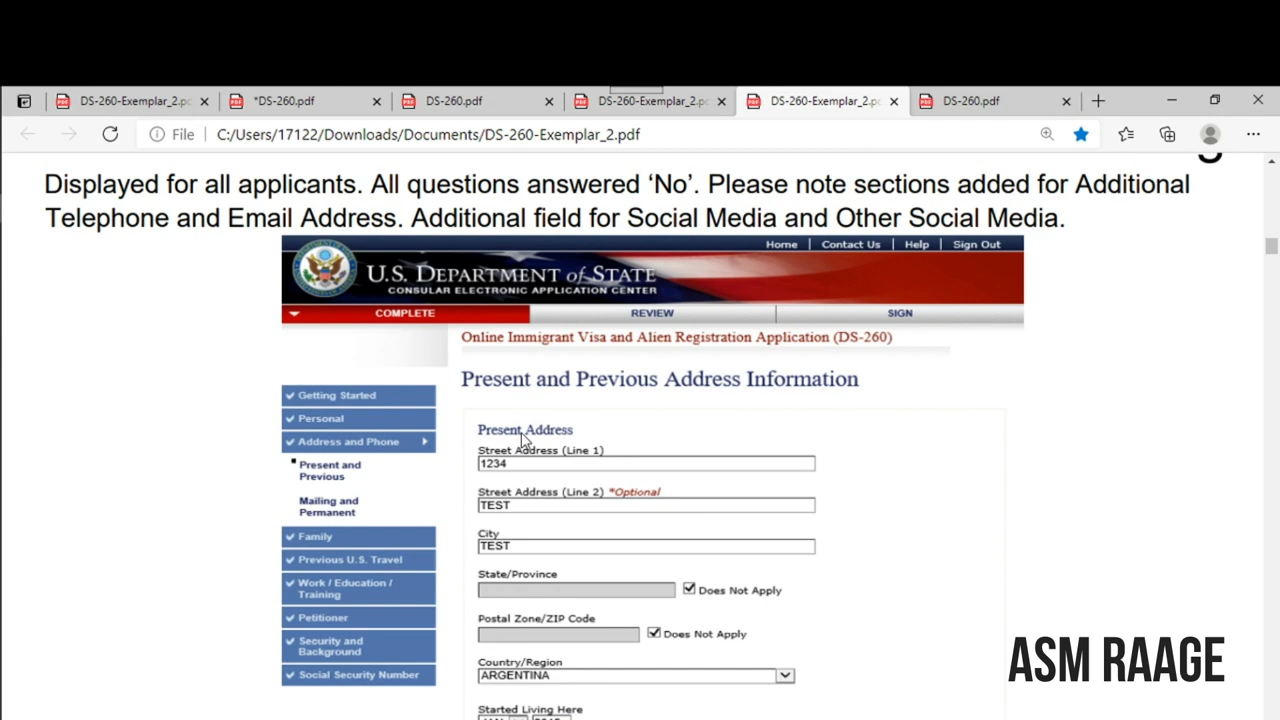 DS-260-Exemplar_2.pc
*DS-260.pdf
DS-260.pdf
DS-260-Exemplar_2.pc
DS-260-Exemplar_2.pc
DS-260.pdf
File
C:/Users/17122/Downloads/Documents/DS-260-Exemplar_2.pdf
Displayed for all applicants. All questions answered ‘No’. Please note sections added for Additional
Telephone and Email Address. Additional field for Social Media and Other Social Media.
Home | Contact Us | Help | Sign Out
U.S. DEPARTMENT of STATE
CONSULAR ELECTRONIC APPLICATION CENTER
COMPLETE
REVIEW
SIGN
Online Immigrant Visa and Alien Registration Application (DS-260)
Present and Previous Address Information
Getting Started
Personal
Address and Phone
Present and
Previous
Mailing and
Permanent
Family
Previous U.S. Travel
Work / Education /
Training
Petitioner
Security and
Background
Social Security Number
Present Address
Street Address (Line 1)
1234
Street Address (Line 2) *Optional
TEST
City
TEST
State/Province
Does Not Apply
Postal Zone/ZIP Code
Does Not Apply
Country/Region
ARGENTINA
Started Living Here
ASM RAAGE